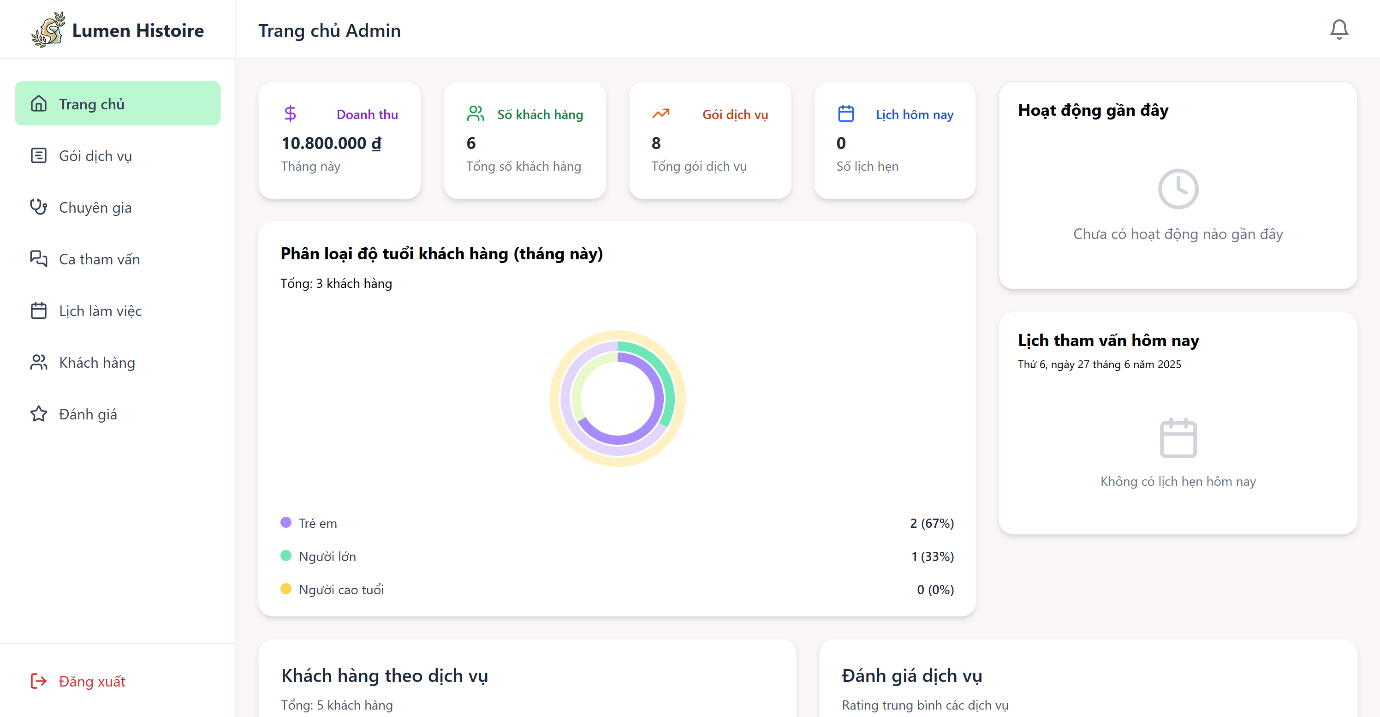 Lumen Histoire
Trang chủ Admin
Trang chủ
Gói dịch vụ
Chuyên gia
Ca tham vấn
Lịch làm việc
Khách hàng
Đánh giá
Đăng xuất
Doanh thu
10.800.000 ₫
Tháng này
Số khách hàng
6
Tổng số khách hàng
Gói dịch vụ
8
Tổng gói dịch vụ
Lịch hôm nay
0
Số lịch hẹn
Phân loại độ tuổi khách hàng (tháng này)
Tổng: 3 khách hàng
Trẻ em 2 (67%)
Người lớn 1 (33%)
Người cao tuổi 0 (0%)
Hoạt động gần đây
Chưa có hoạt động nào gần đây
Lịch tham vấn hôm nay
Thứ 6, ngày 27 tháng 6 năm 2025
Không có lịch hẹn hôm nay
Khách hàng theo dịch vụ
Tổng: 5 khách hàng
Đánh giá dịch vụ
Rating trung bình các dịch vụ